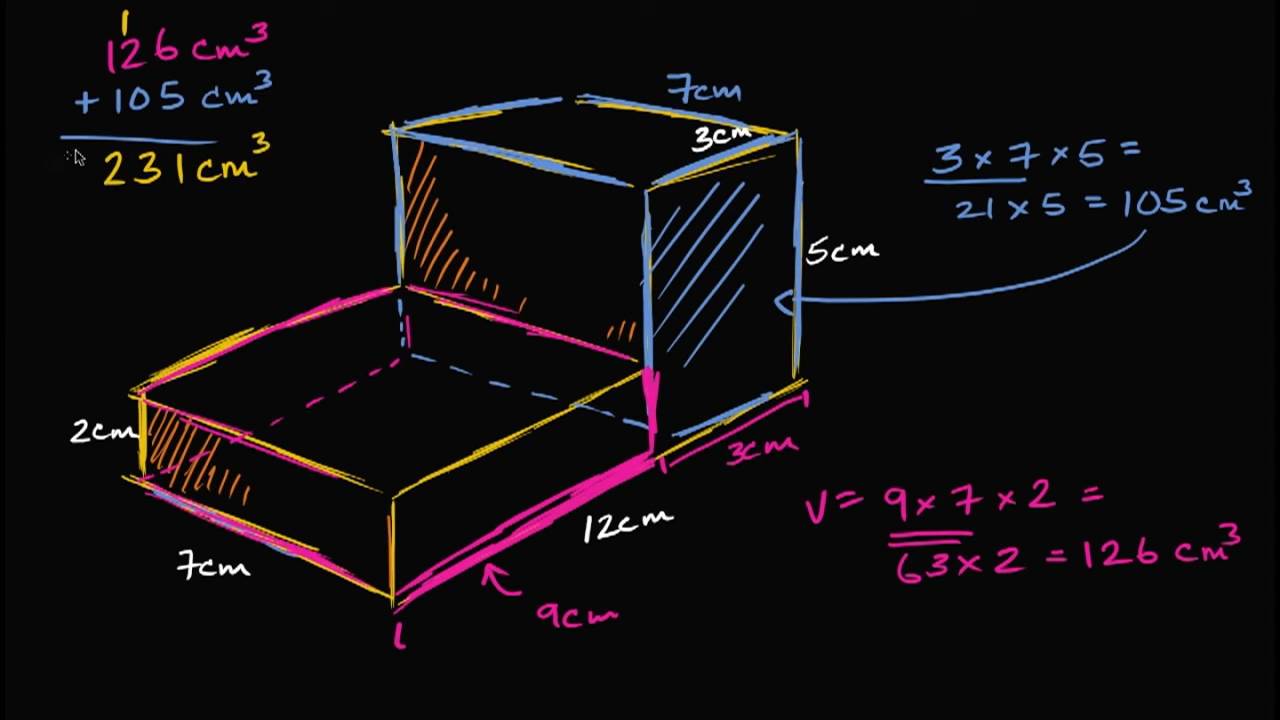 1
126 cm³
+ 105 cm³
231 cm³
7cm
3cm
3 × 7 × 5 =
21 × 5 = 105 cm³
5cm
2cm
3cm
7cm
12cm
9cm
V = 9 × 7 × 2 =
63 × 2 = 126 cm³